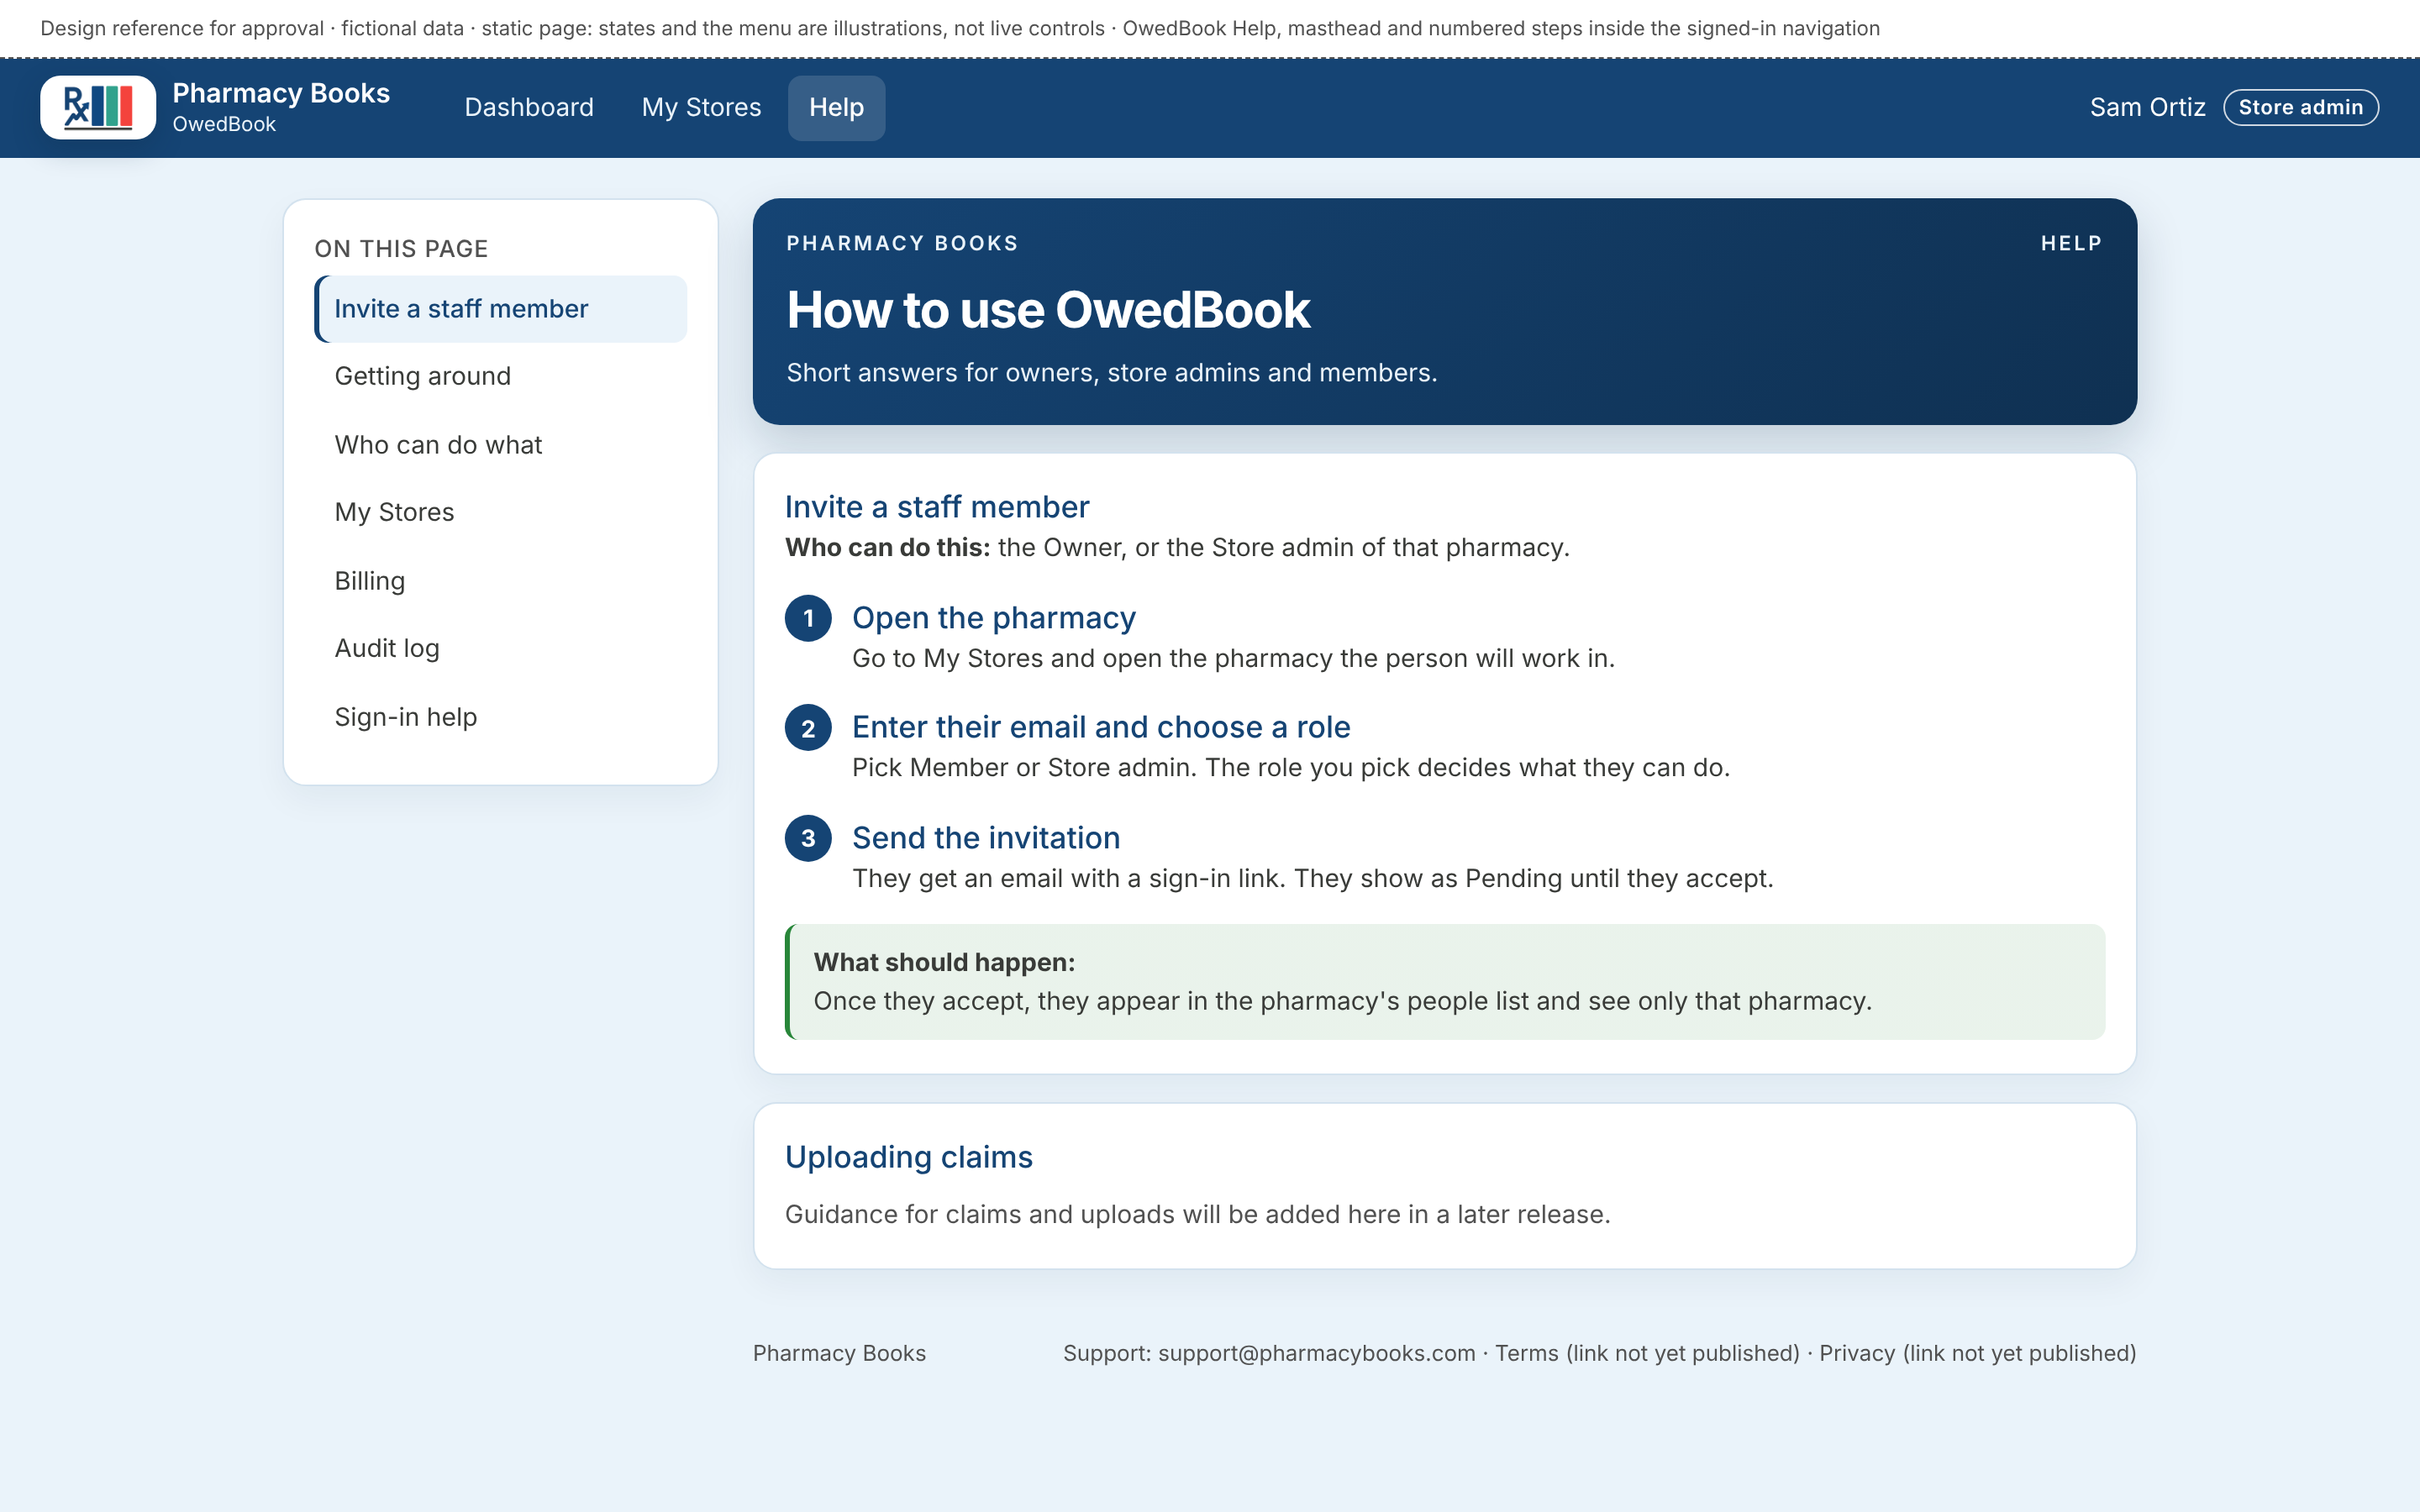 Design reference for approval · fictional data · static page: states and the menu are illustrations, not live controls · OwedBook Help, masthead and numbered steps inside the signed-in navigation
Rx
Pharmacy Books
OwedBook
Dashboard
My Stores
Help
Sam Ortiz
Store admin
ON THIS PAGE
Invite a staff member
Getting around
Who can do what
My Stores
Billing
Audit log
Sign-in help
PHARMACY BOOKS
HELP
How to use OwedBook
Short answers for owners, store admins and members.
Invite a staff member
Who can do this: the Owner, or the Store admin of that pharmacy.
1
Open the pharmacy
Go to My Stores and open the pharmacy the person will work in.
2
Enter their email and choose a role
Pick Member or Store admin. The role you pick decides what they can do.
3
Send the invitation
They get an email with a sign-in link. They show as Pending until they accept.
What should happen:
Once they accept, they appear in the pharmacy's people list and see only that pharmacy.
Uploading claims
Guidance for claims and uploads will be added here in a later release.
Pharmacy Books
Support: support@pharmacybooks.com · Terms (link not yet published) · Privacy (link not yet published)